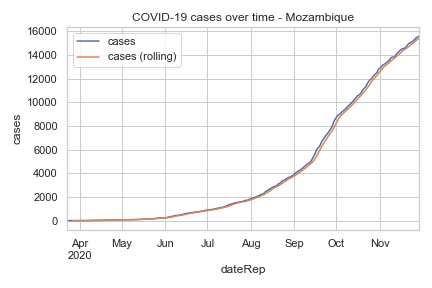 COVID-19 cases over time - Mozambique
16000
14000
12000
10000
8000
6000
4000
2000
0
cases
cases
cases (rolling)
Apr May Jun Jul Aug Sep Oct Nov
2020
dateRep